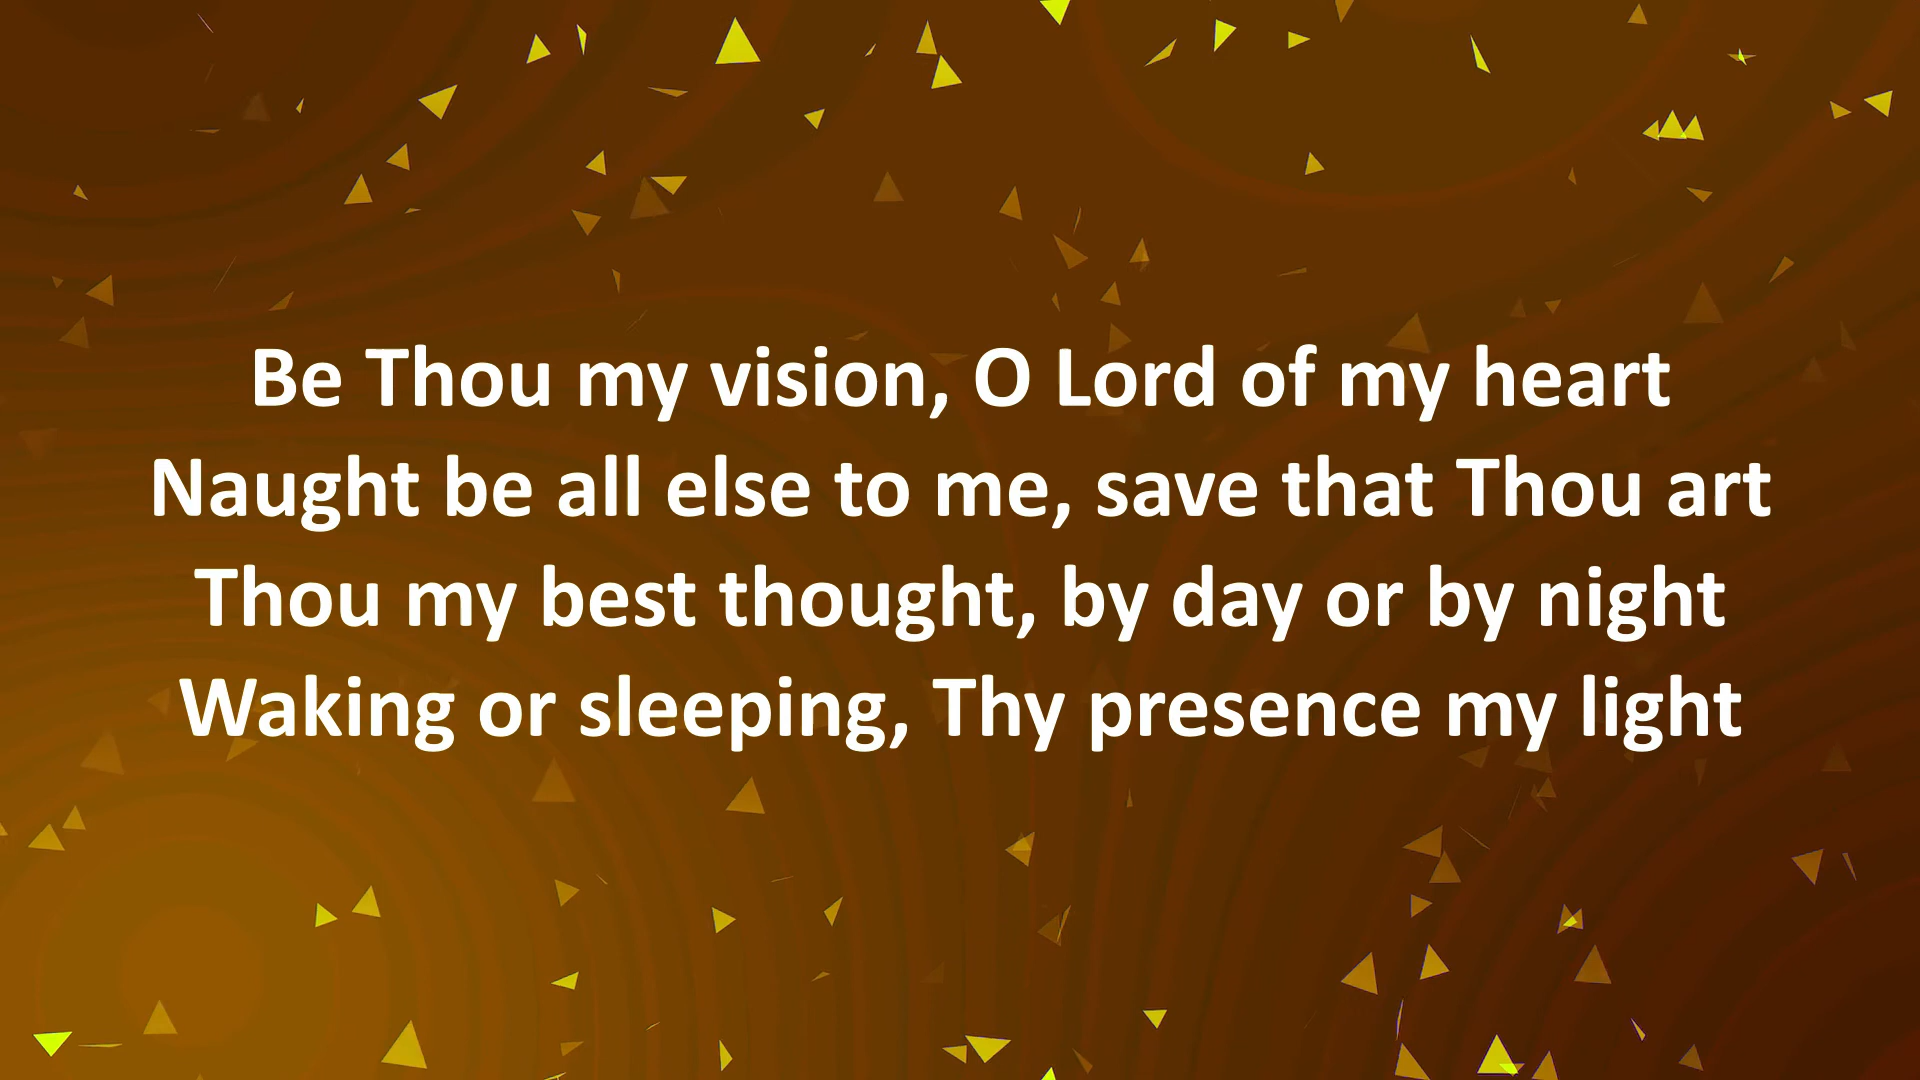 Be Thou my vision, O Lord of my heart
Naught be all else to me, save that Thou art
Thou my best thought, by day or by night
Waking or sleeping, Thy presence my light